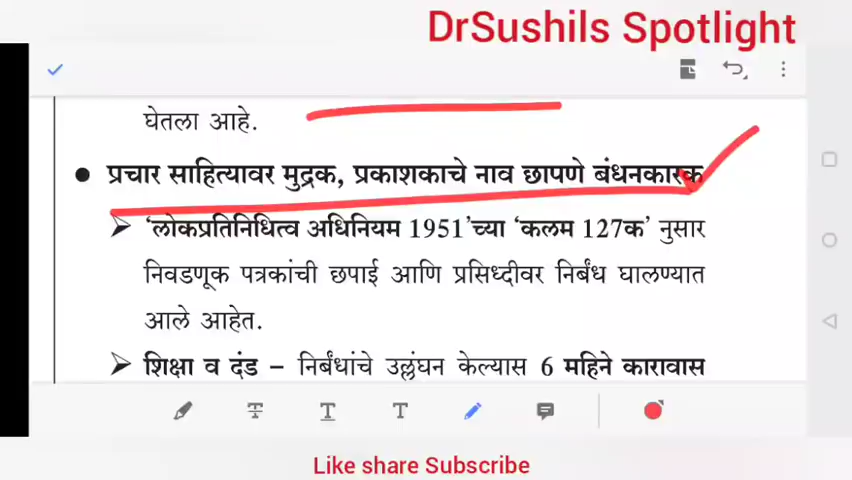 DrSushils Spotlight
घेतला आहे.
● प्रचार साहित्यावर मुद्रक, प्रकाशकाचे नाव छापणे बंधनकारक
➢ 'लोकप्रतिनिधित्व अधिनियम 1951'च्या 'कलम 127क' नुसार
निवडणूक पत्रकांची छपाई आणि प्रसिध्दीवर निर्बंध घालण्यात
आले आहेत.
➢ शिक्षा व दंड – निर्बंधांचे उल्लंघन केल्यास 6 महिने कारावास
Like share Subscribe